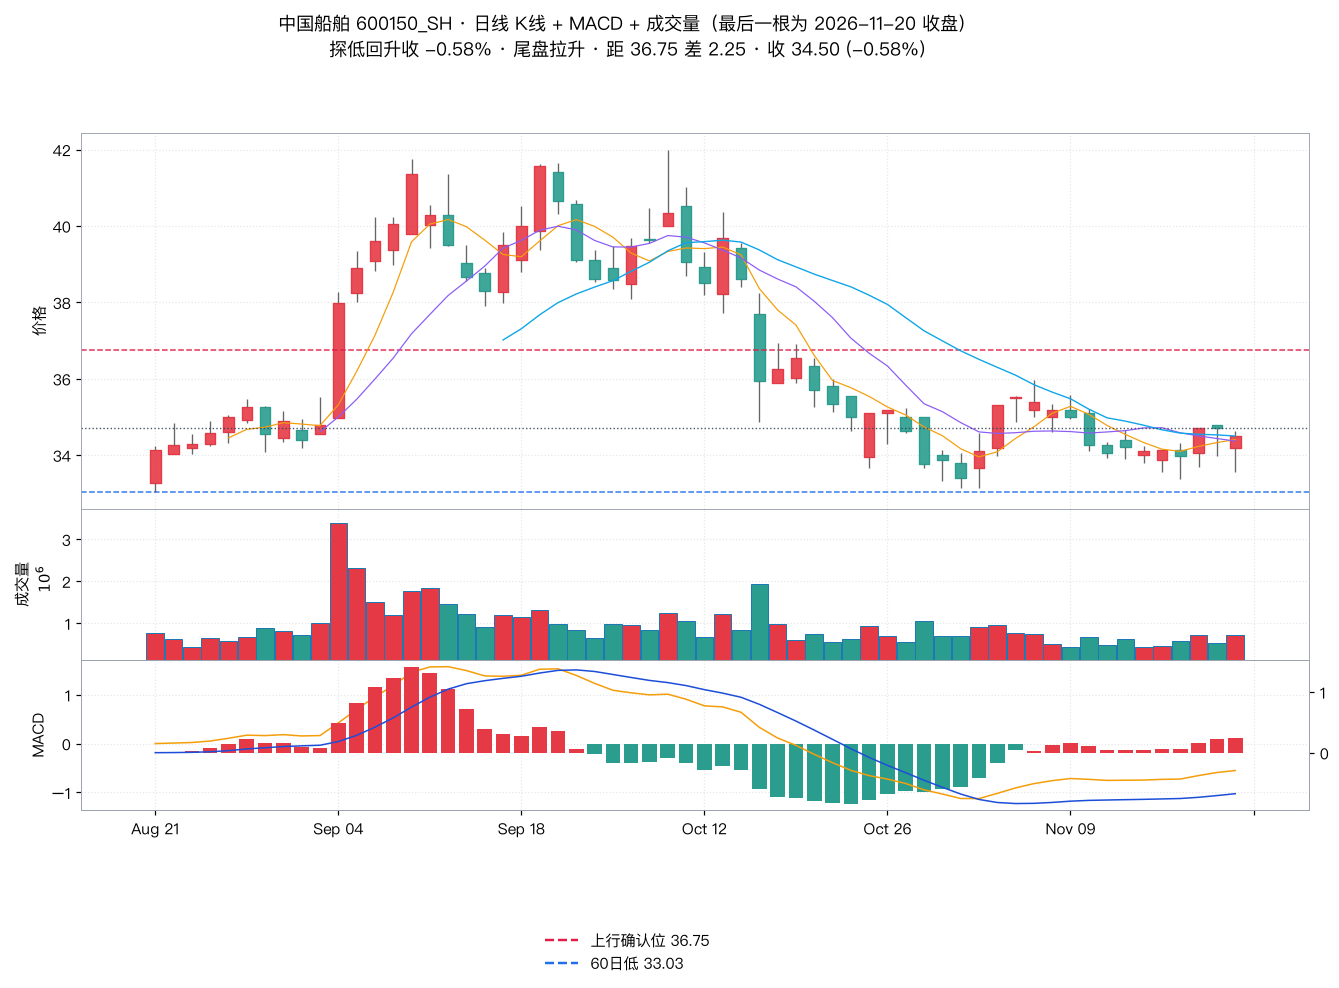 中国船舶 600150_SH · 日线 K线 + MACD + 成交量（最后一根为 2026–11–20 收盘）
探低回升收 −0.58% · 尾盘拉升 · 距 36.75 差 2.25 · 收 34.50 (−0.58%)
42
40
38
36
34
价格
3
2
1
成交量
10⁶
1
0
−1
MACD
1
0
Aug 21
Sep 04
Sep 18
Oct 12
Oct 26
Nov 09
上行确认位 36.75
60日低 33.03